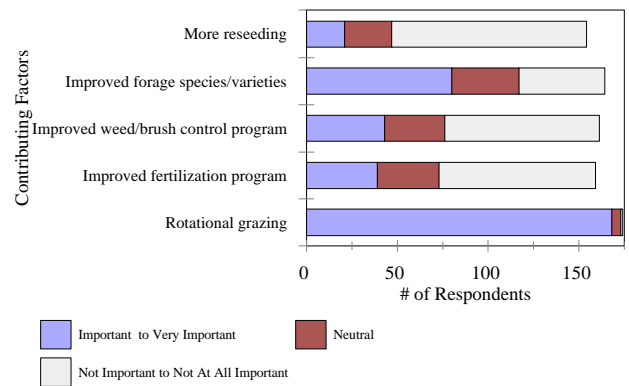 Contributing Factors
More reseeding
Improved forage species/varieties
Improved weed/brush control program
Improved fertilization program
Rotational grazing
0 50 100 150
# of Respondents
Important to Very Important Neutral
Not Important to Not At All Important